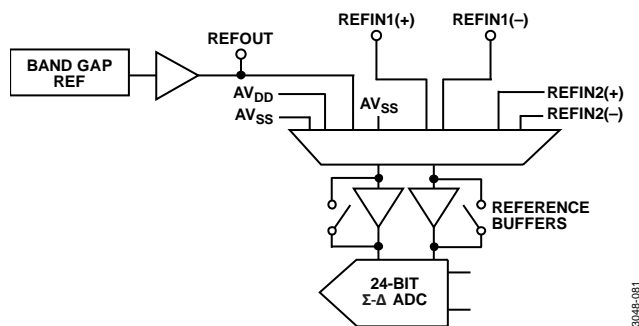 REFIN1(+)
REFIN1(–)
REFOUT
BAND GAP
REF
AVDD
AVSS
AVSS
REFIN2(+)
REFIN2(–)
REFERENCE
BUFFERS
24-BIT
Σ-Δ ADC
3048-081